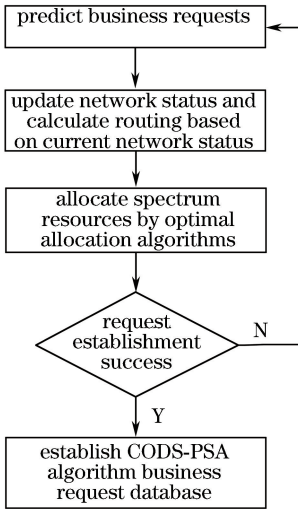 predict business requests
update network status and
calculate routing based
on current network status
allocate spectrum
resources by optimal
allocation algorithms
request
establishment
success
N
Y
establish CODS-PSA
algorithm business
request database